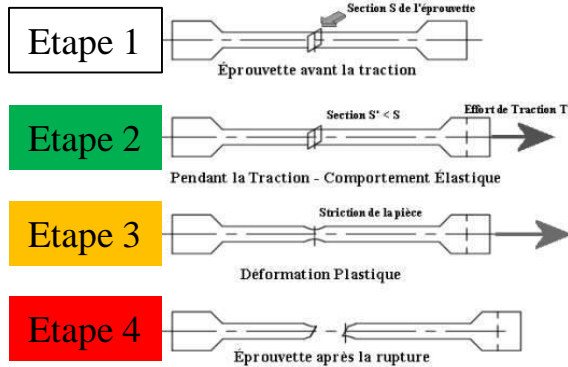 Etape 1
Section S de l'éprouvette
Éprouvette avant la traction
Etape 2
Section S' < S
Effort de Traction T
Pendant la Traction - Comportement Élastique
Etape 3
Striction de la pièce
Déformation Plastique
Etape 4
Éprouvette après la rupture